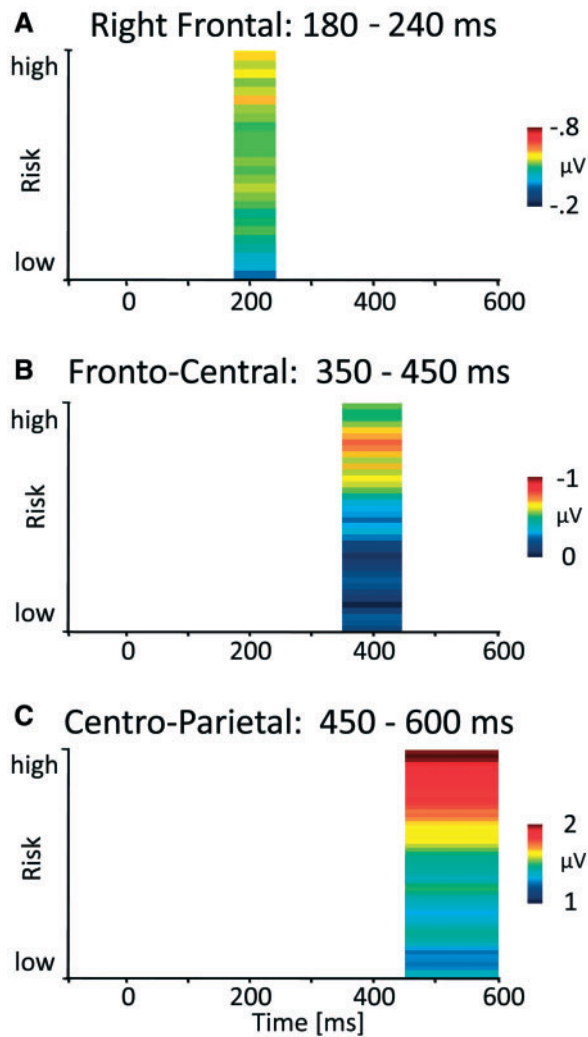 A Right Frontal: 180 - 240 ms
high
Risk
low
-.8
µV
-.2
0 200 400 600
B Fronto-Central: 350 - 450 ms
high
Risk
low
-1
µV
0
0 200 400 600
C Centro-Parietal: 450 - 600 ms
high
Risk
low
2
µV
1
0 200 400 600
Time [ms]